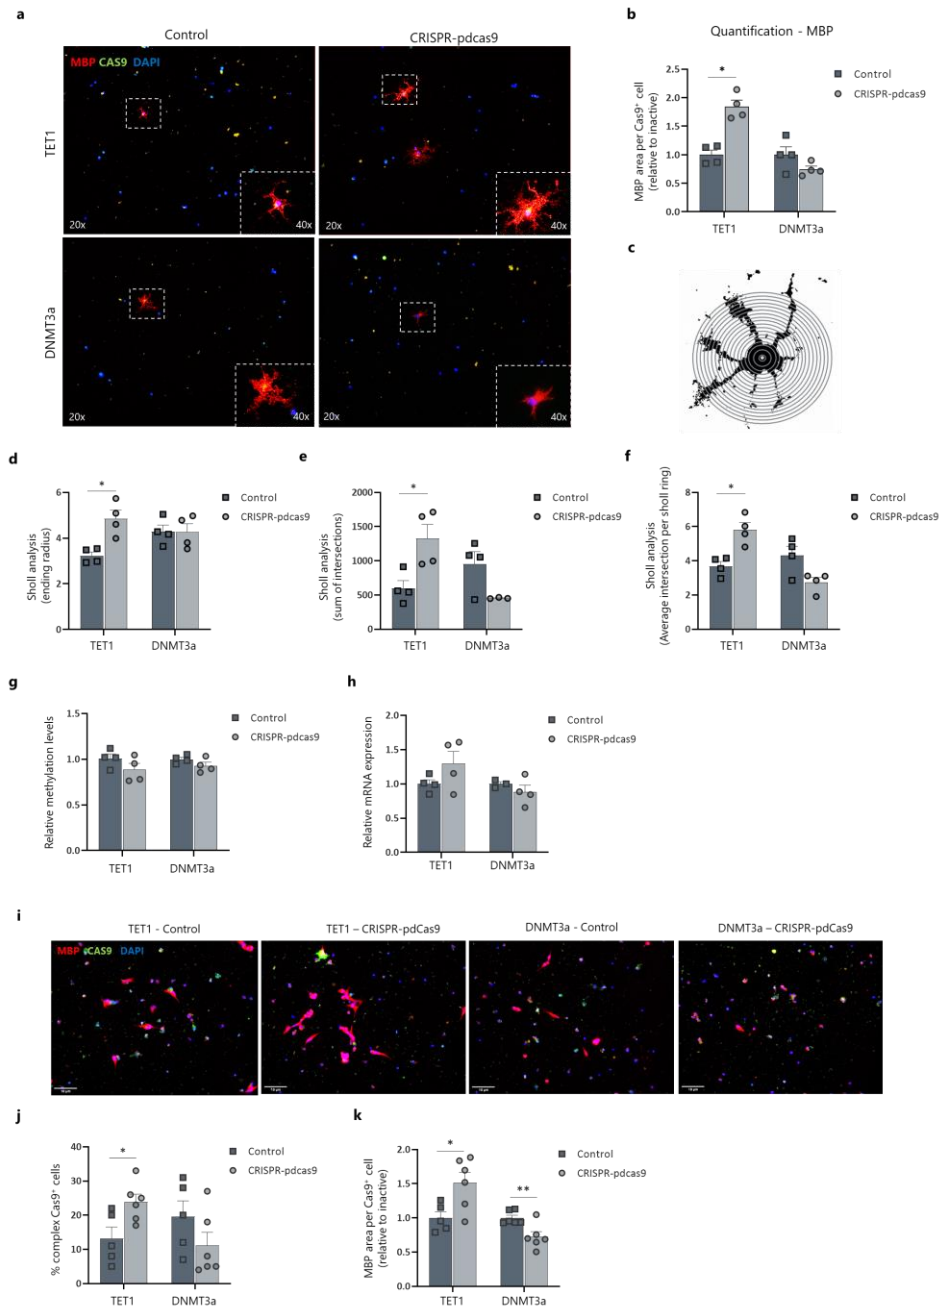 a
Control
CRISPR-pdcas9
MBP CAS9 DAPI
TET1
20x
40x
20x
40x
DNMT3a
20x
40x
20x
40x
b
Quantification - MBP
MBP area per Cas9⁺ cell
(relative to inactive)
2.5
2.0
1.5
1.0
0.5
0.0
*
TET1
DNMT3a
Control
CRISPR-pdcas9
c
d
Sholl analysis
(ending radius)
6
4
2
0
*
TET1
DNMT3a
Control
CRISPR-pdcas9
e
Sholl analysis
(sum of intersections)
2000
1500
1000
500
0
*
TET1
DNMT3a
Control
CRISPR-pdcas9
f
Sholl analysis
(Average intersection per sholl ring)
8
6
4
2
0
*
TET1
DNMT3a
Control
CRISPR-pdcas9
g
Relative methylation levels
1.5
1.0
0.5
0.0
TET1
DNMT3a
Control
CRISPR-pdcas9
h
Relative mRNA expression
2.0
1.5
1.0
0.5
0.0
TET1
DNMT3a
Control
CRISPR-pdcas9
i
TET1 - Control
TET1 – CRISPR-pdCas9
DNMT3a - Control
DNMT3a – CRISPR-pdCas9
MBP CAS9 DAPI
j
% complex Cas9⁺ cells
40
30
20
10
0
*
TET1
DNMT3a
Control
CRISPR-pdcas9
k
MBP area per Cas9⁺ cell
(relative to inactive)
2.0
1.5
1.0
0.5
0.0
*
**
TET1
DNMT3a
Control
CRISPR-pdcas9